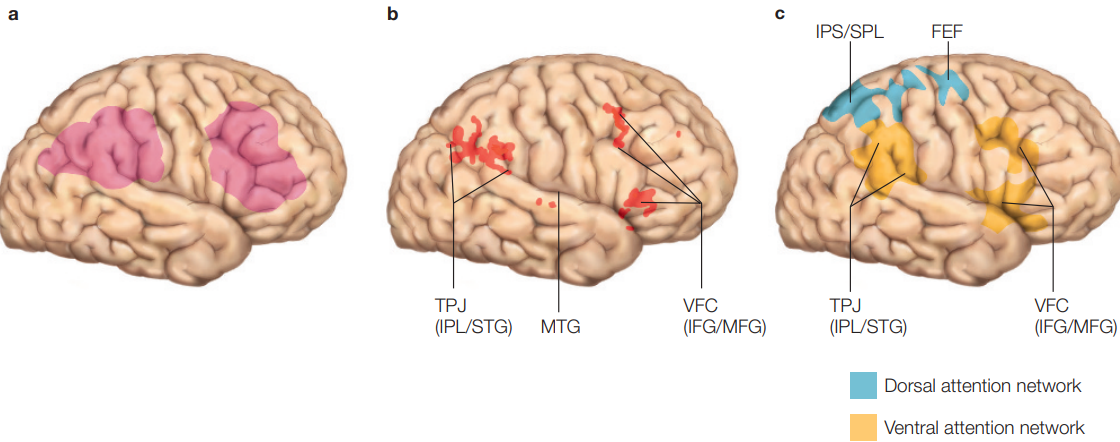 a
b
c
IPS/SPL
FEF
TPJ
(IPL/STG)
MTG
VFC
(IFG/MFG)
TPJ
(IPL/STG)
VFC
(IFG/MFG)
Dorsal attention network
Ventral attention network